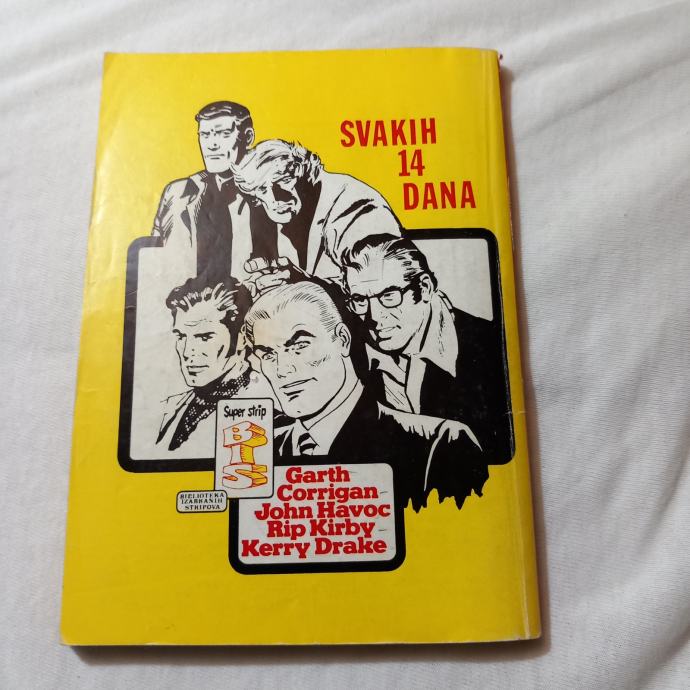 SVAKIH
14
DANA
Super strip
BIS
BIBLIOTEKA
IZABRANIH
STRIPOVA
Garth
Corrigan
John Havoc
Rip Kirby
Kerry Drake